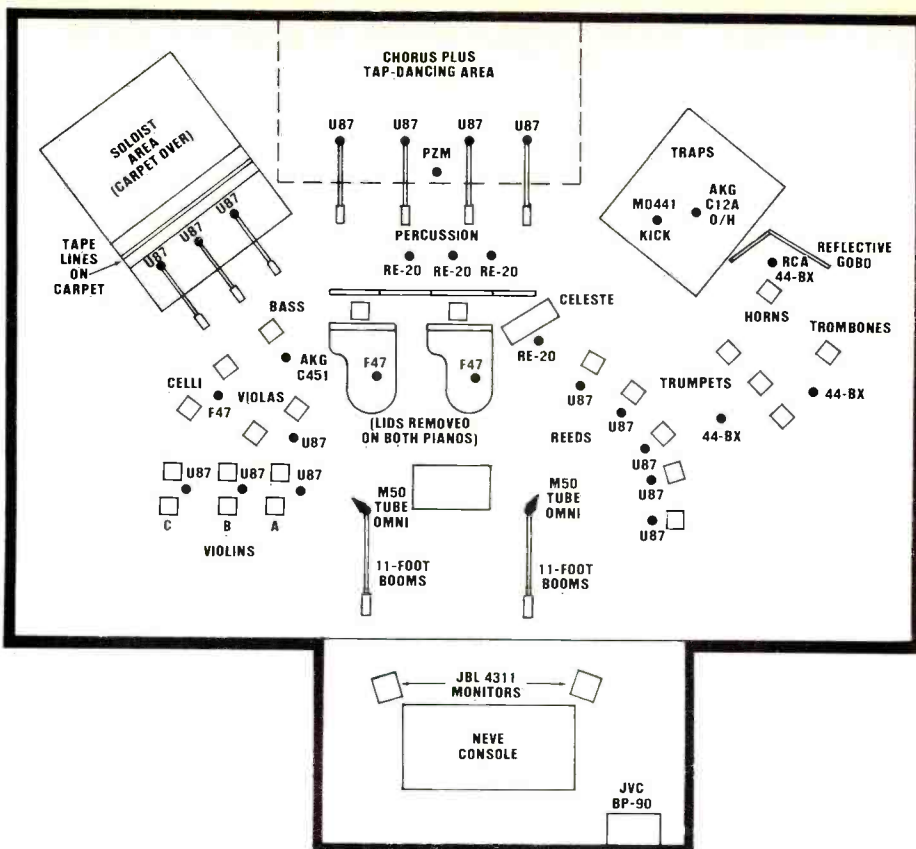 CHORUS PLUS
TAP-DANCING AREA
U87
U87
U87
U87
PZM
SOLOIST
AREA
(CARPET OVER)
U87
U87
U87
TAPE
LINES
ON
CARPET
TRAPS
M0441
KICK
AKG
C12A
O/H
REFLECTIVE
GOBO
RCA
44-BX
HORNS
TROMBONES
44-BX
TRUMPETS
44-BX
PERCUSSION
RE-20
RE-20
RE-20
CELESTE
RE-20
BASS
AKG
C451
F47
F47
(LIDS REMOVED
ON BOTH PIANOS)
CELLI
F47
VIOLAS
U87
REEDS
U87
U87
U87
U87
U87
U87
U87
U87
C
B
A
VIOLINS
M50
TUBE
OMNI
11-FOOT
BOOMS
M50
TUBE
OMNI
11-FOOT
BOOMS
JBL 4311
MONITORS
NEVE
CONSOLE
JVC
BP-90